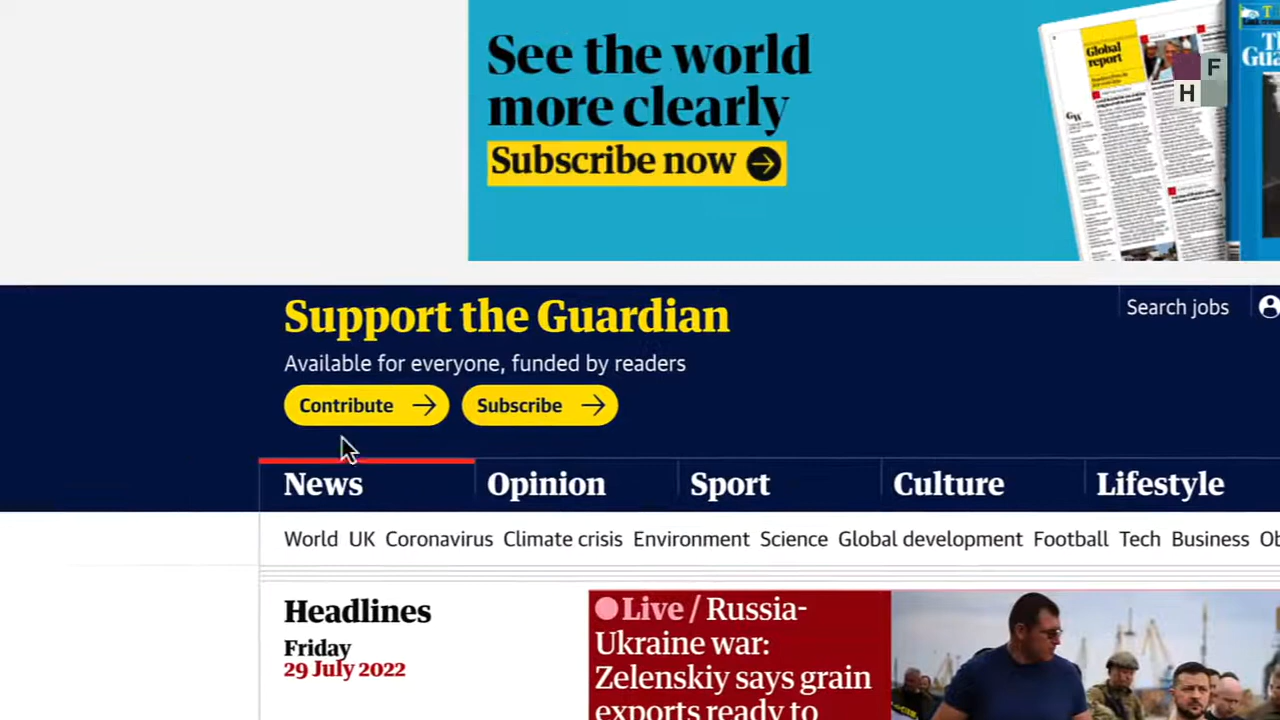 See the world
more clearly
Subscribe now
Global
report
F
H
Support the Guardian
Available for everyone, funded by readers
Contribute
Subscribe
Search jobs
News
Opinion
Sport
Culture
Lifestyle
World UK Coronavirus Climate crisis Environment Science Global development Football Tech Business
Headlines
Friday
29 July 2022
Live / Russia-
Ukraine war:
Zelenskiy says grain
exports ready to